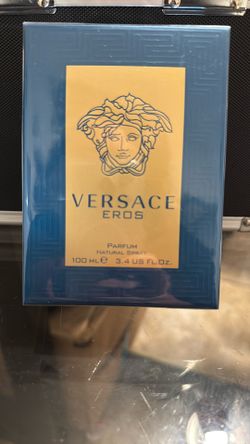 VERSACE
EROS
PARFUM
NATURAL SPRAY
100 ML ℮ 3.4 US FL.OZ.